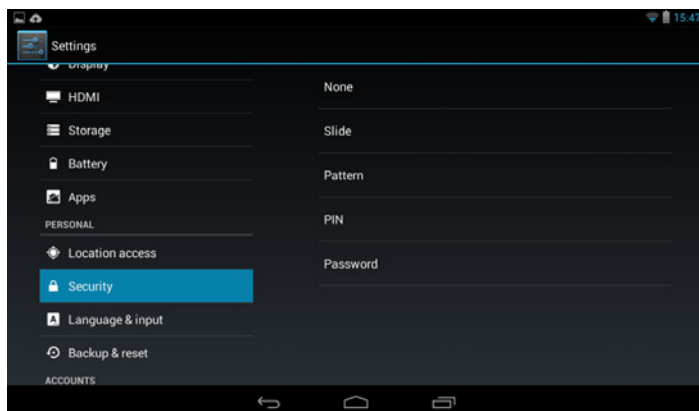 15:47
Settings
Display
HDMI
Storage
Battery
Apps
PERSONAL
Location access
Security
Language & input
Backup & reset
ACCOUNTS
None
Slide
Pattern
PIN
Password